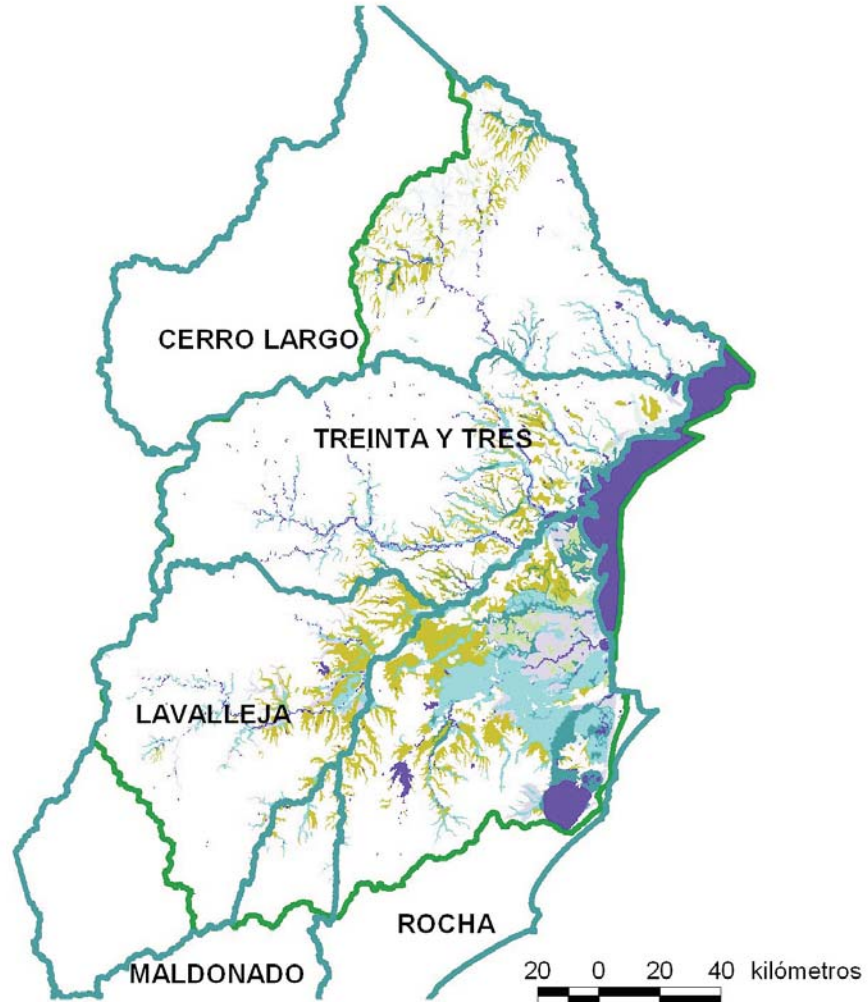 CERRO LARGO
TREINTA Y TRES
LAVALLEJA
ROCHA
MALDONADO
20 0 20 40 kilómetros